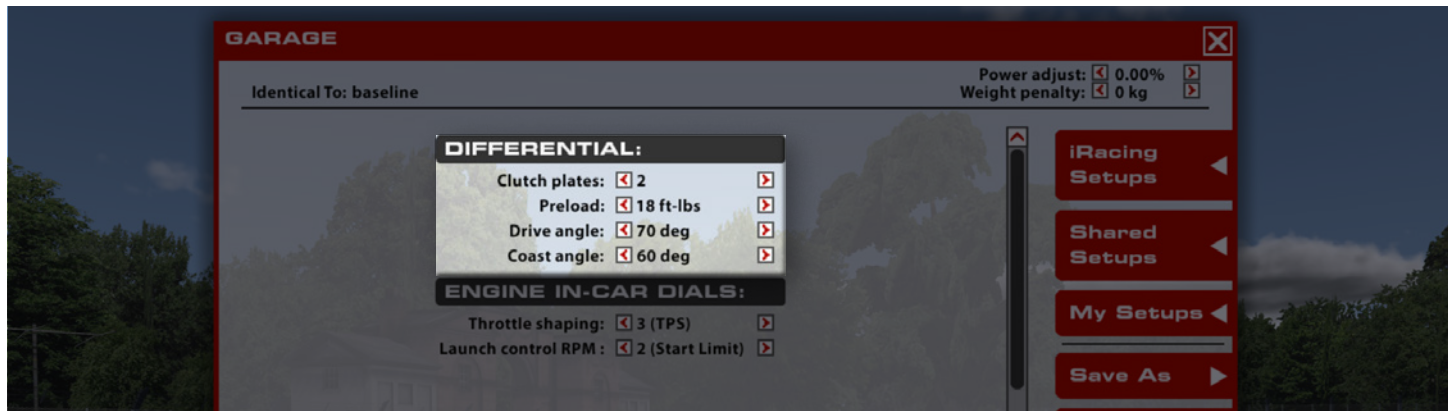 GARAGE
Power adjust: 0.00%
Identical To: baseline
Weight penalty: 0 kg
DIFFERENTIAL:
Clutch plates: 2
Preload: 18 ft-lbs
Drive angle: 70 deg
Coast angle: 60 deg
ENGINE IN-CAR DIALS:
Throttle shaping: 3 (TPS)
Launch control RPM : 2 (Start Limit)
iRacing
Setups
Shared
Setups
My Setups
Save As